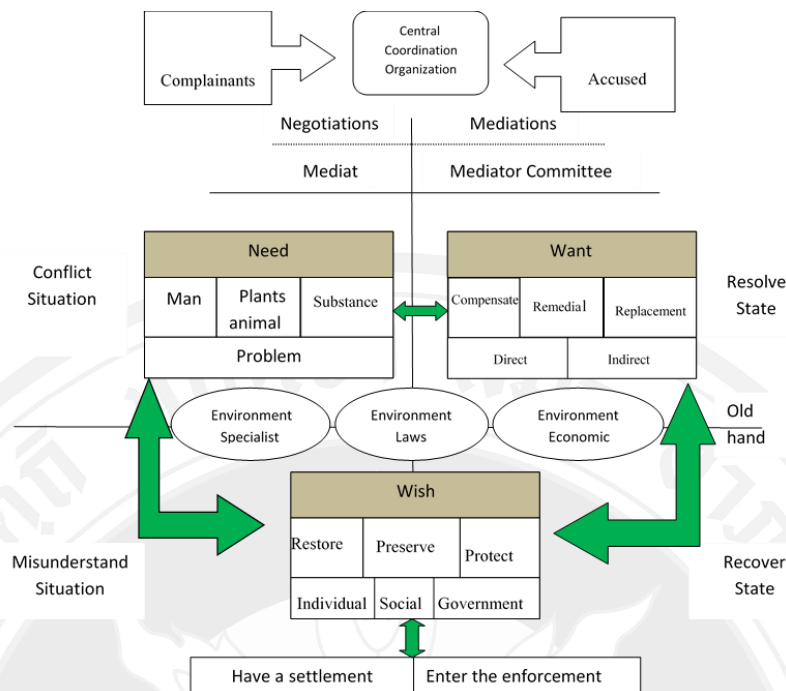 Central
Coordination
Organization
Complainants
Accused
Negotiations
Mediations
Mediat
Mediator Committee
Need
Want
Conflict
Situation
Man
Plants
animal
Substance
Compensate
Remedial
Replacement
Resolve
State
Problem
Direct
Indirect
Environment
Specialist
Environment
Laws
Environment
Economic
Old
hand
Wish
Restore
Preserve
Protect
Misunderstand
Situation
Recover
State
Individual
Social
Government
Have a settlement
Enter the enforcement